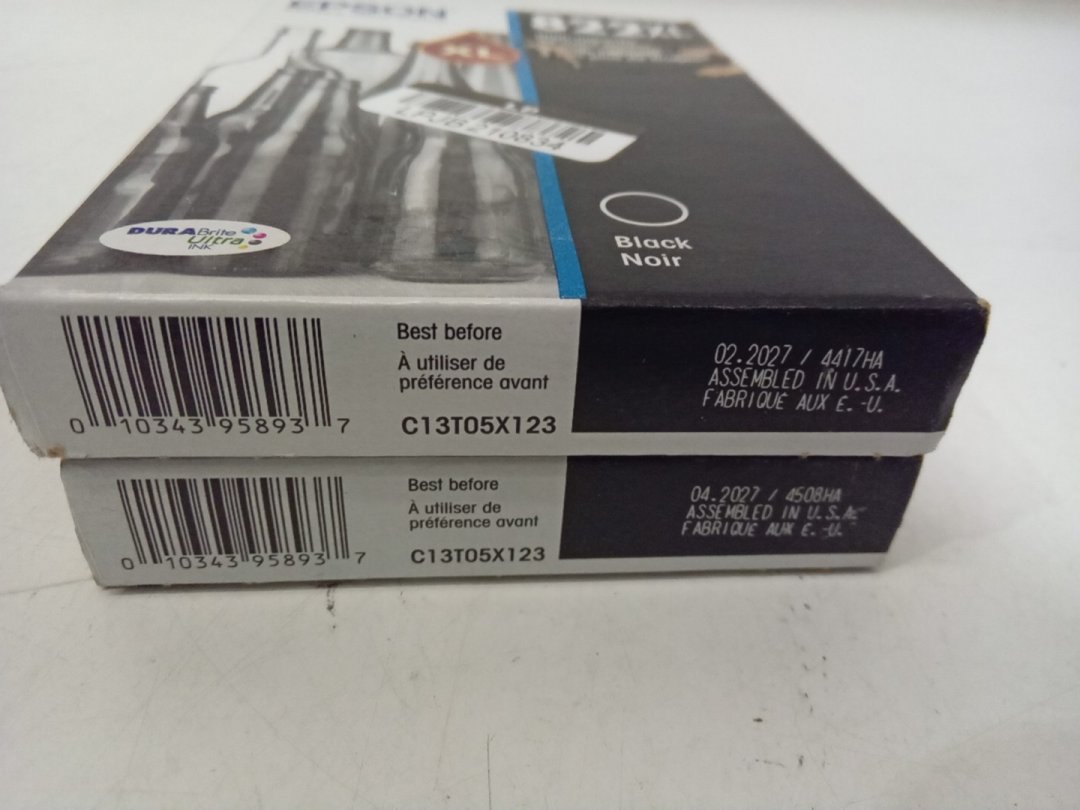 EPSON
822XL
XL
DURABrite
Ultra
INK
Black
Noir
0 10343 95893 7
Best before
À utiliser de
préférence avant
C13T05X123
02.2027 / 4417HA
ASSEMBLED IN U.S.A.
FABRIQUE AUX E.-U.
0 10343 95893 7
Best before
À utiliser de
préférence avant
C13T05X123
04.2027 / 4508HA
ASSEMBLED IN U.S.A.
FABRIQUE AUX E.-U.